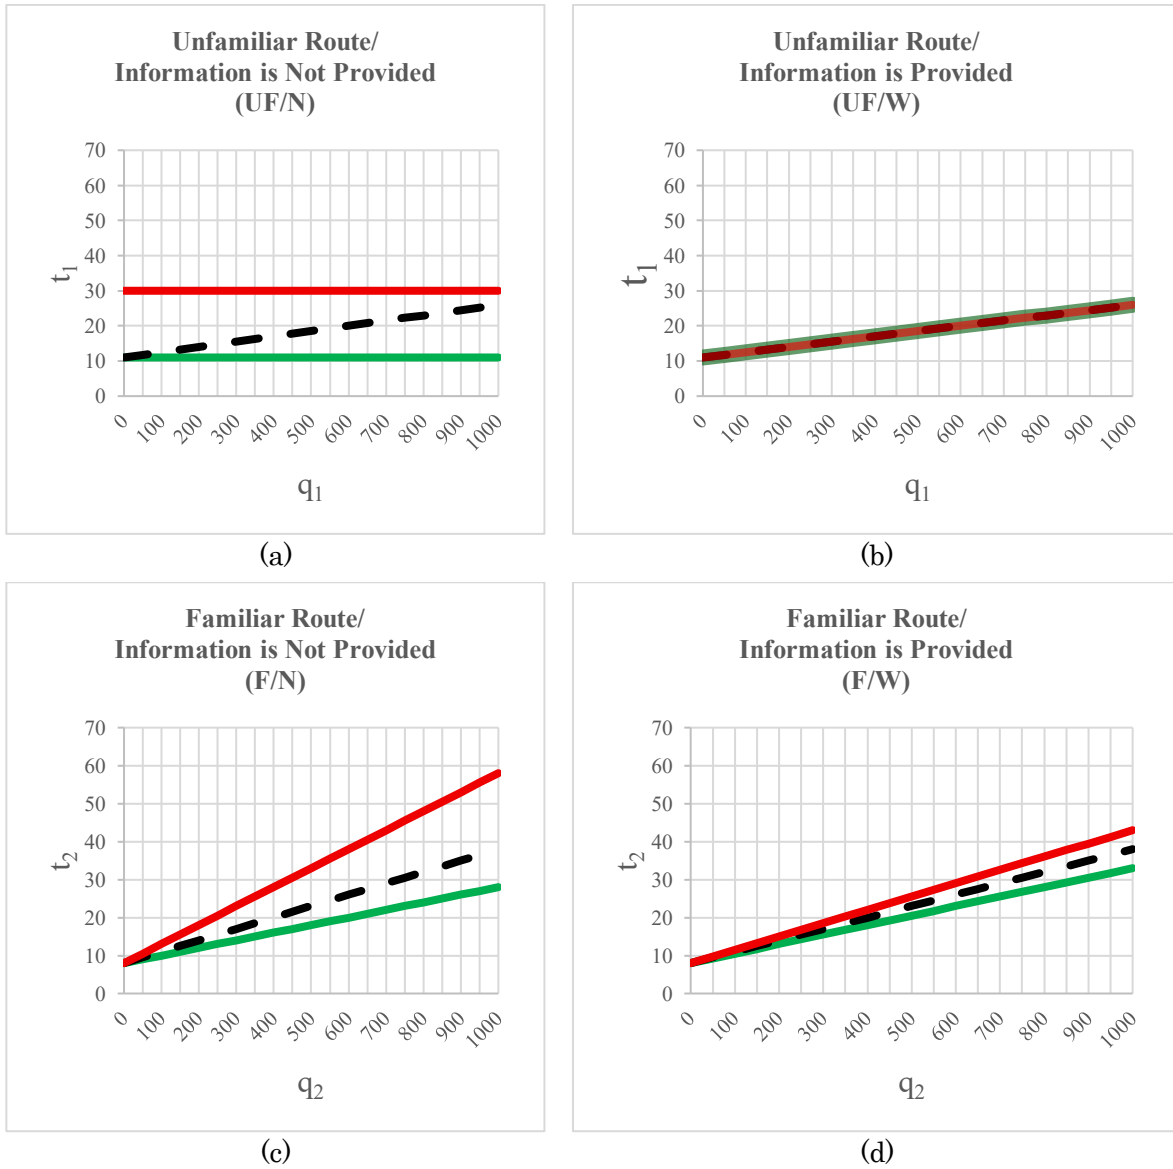 Unfamiliar Route/
Information is Not Provided
(UF/N)
70
60
50
40
30
20
10
0
t1
0 100 200 300 400 500 600 700 800 900 1000
q1
(a)
Unfamiliar Route/
Information is Provided
(UF/W)
70
60
50
40
30
20
10
0
t1
0 100 200 300 400 500 600 700 800 900 1000
q1
(b)
Familiar Route/
Information is Not Provided
(F/N)
70
60
50
40
30
20
10
0
t2
0 100 200 300 400 500 600 700 800 900 1000
q2
(c)
Familiar Route/
Information is Provided
(F/W)
70
60
50
40
30
20
10
0
t2
0 100 200 300 400 500 600 700 800 900 1000
q2
(d)